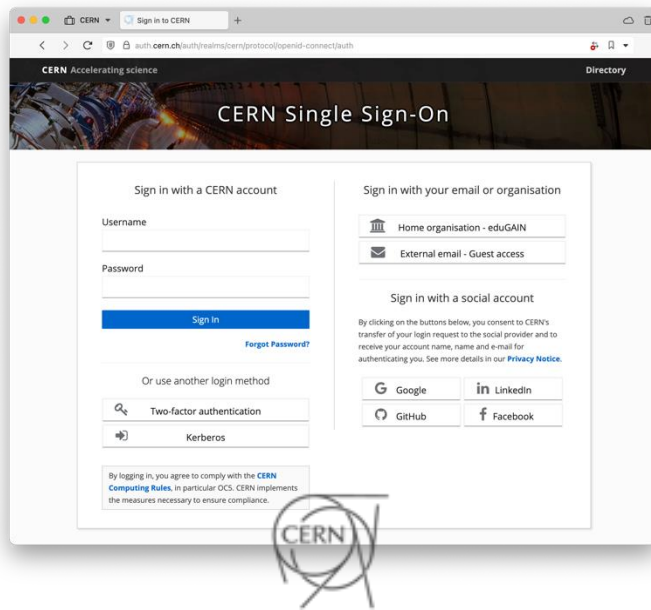 CERN
Sign in to CERN
+
auth.cern.ch/auth/realms/cern/protocol/openid-connect/auth
CERN Accelerating science
Directory
CERN Single Sign-On
Sign in with a CERN account
Username
Password
Sign In
Forgot Password?
Or use another login method
Two-factor authentication
Kerberos
By logging in, you agree to comply with the CERN
Computing Rules, in particular OC5. CERN implements
the measures necessary to ensure compliance.
Sign in with your email or organisation
Home organisation - eduGAIN
External email - Guest access
Sign in with a social account
By clicking on the buttons below, you consent to CERN's
transfer of your login request to the social provider and to
receive your account name, name and e-mail for
authenticating you. See more details in our Privacy Notice.
G Google
in LinkedIn
GitHub
f Facebook
CERN